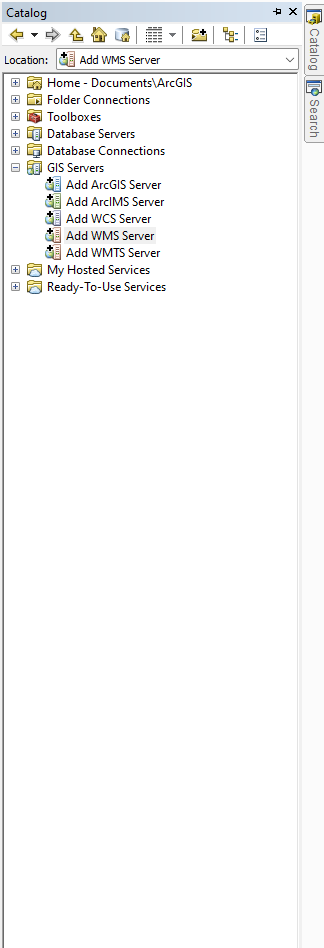 Catalog
Location: Add WMS Server
Home - Documents\ArcGIS
Folder Connections
Toolboxes
Database Servers
Database Connections
GIS Servers
Add ArcGIS Server
Add ArcIMS Server
Add WCS Server
Add WMS Server
Add WMTS Server
My Hosted Services
Ready-To-Use Services
Catalog
Search